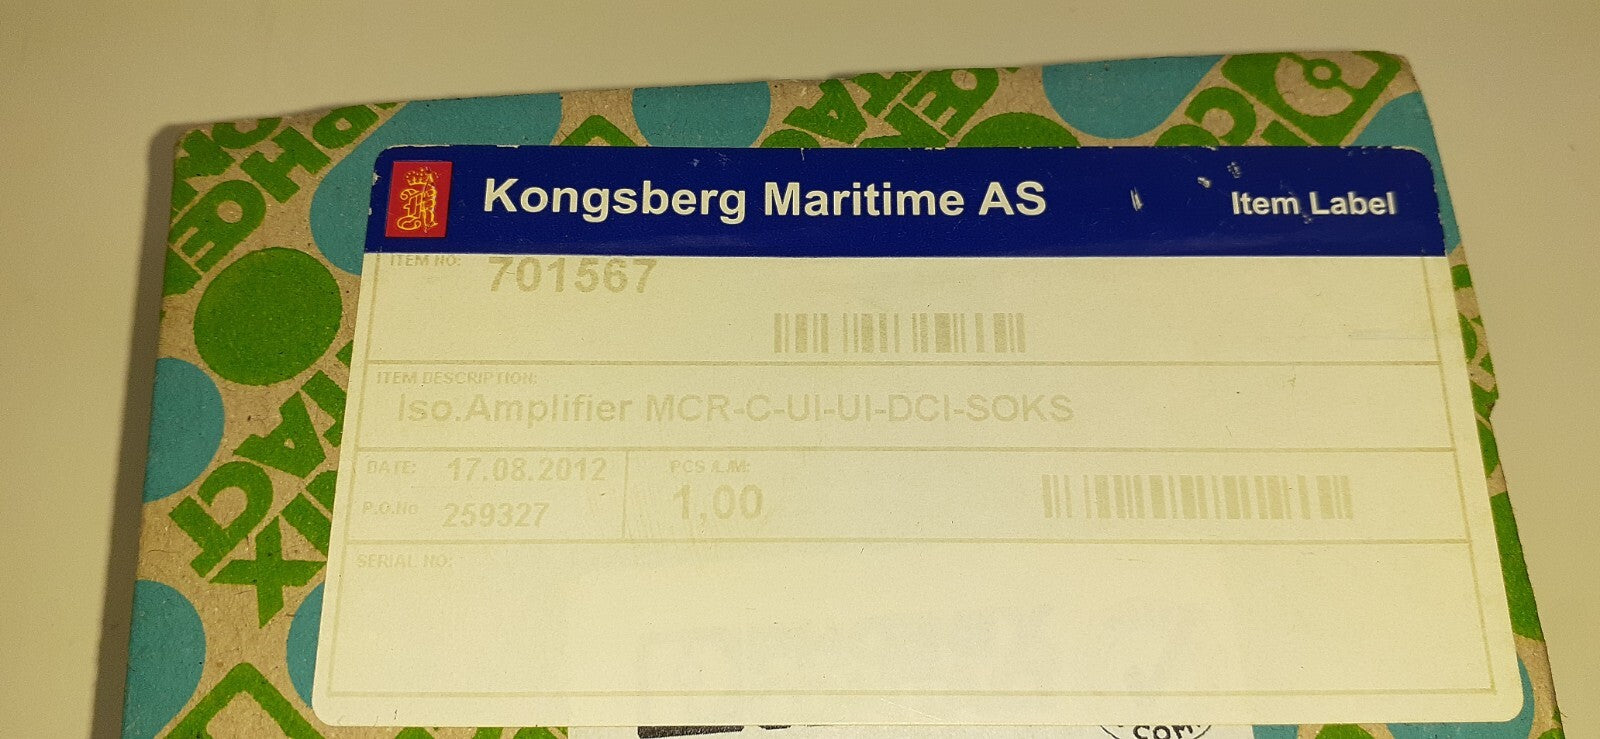 Kongsberg Maritime AS Item Label
ITEM NO: 701567
ITEM DESCRIPTION:
Iso.Amplifier MCR-C-UI-UI-DCI-SOKS
DATE: 17.08.2012 PCS /L/M:
P.O.No 259327 1,00
SERIAL NO:
COM